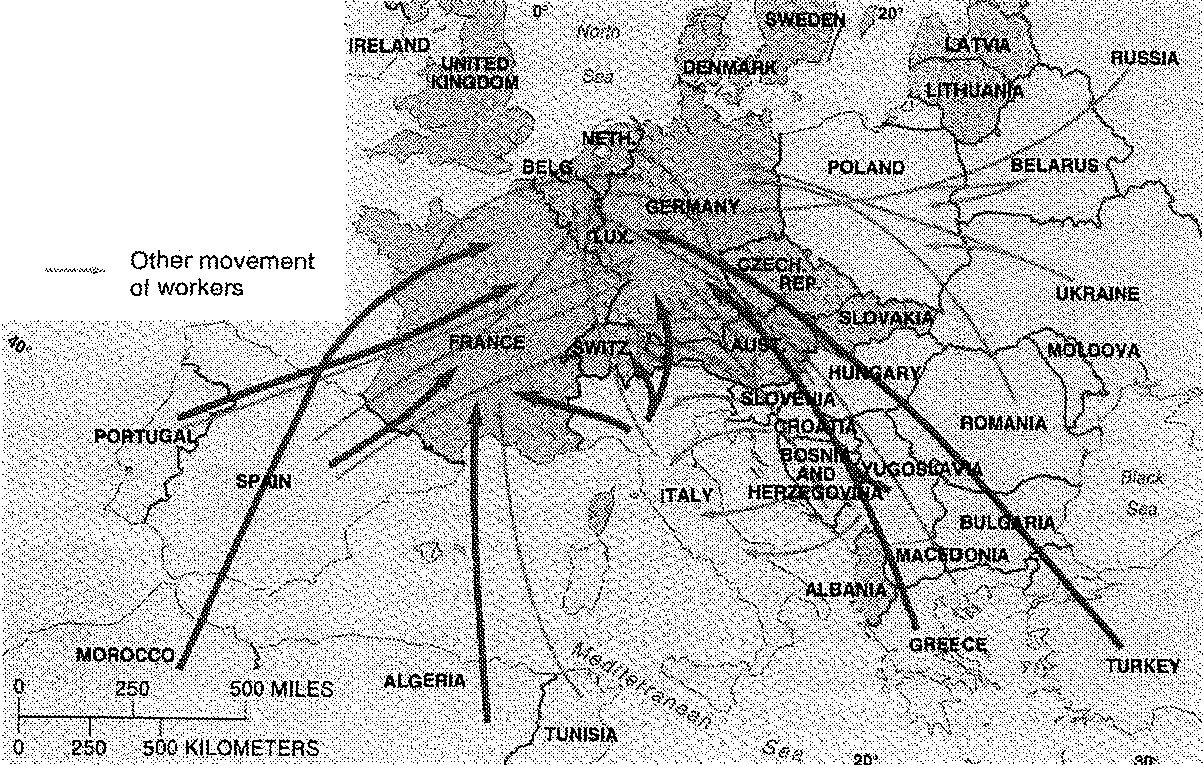 0°
North
SWEDEN
20°
IRELAND
LATVIA
RUSSIA
UNITED
KINGDOM
Sea
DENMARK
LITHUANIA
NETH.
BELG.
POLAND
BELARUS
GERMANY
LUX.
Other movement
of workers
CZECH
REP.
UKRAINE
SLOVAKIA
40°
FRANCE
SWITZ.
AUST.
MOLDOVA
HUNGARY
SLOVENIA
PORTUGAL
CROATIA
ROMANIA
BOSNIA
AND
HERZEGOVINA
YUGOSLAVIA
SPAIN
ITALY
Black
Sea
BULGARIA
MACEDONIA
ALBANIA
GREECE
MOROCCO
TURKEY
ALGERIA
Mediterranean
Sea
TUNISIA
0 250 500 MILES
0 250 500 KILOMETERS
20°
30°